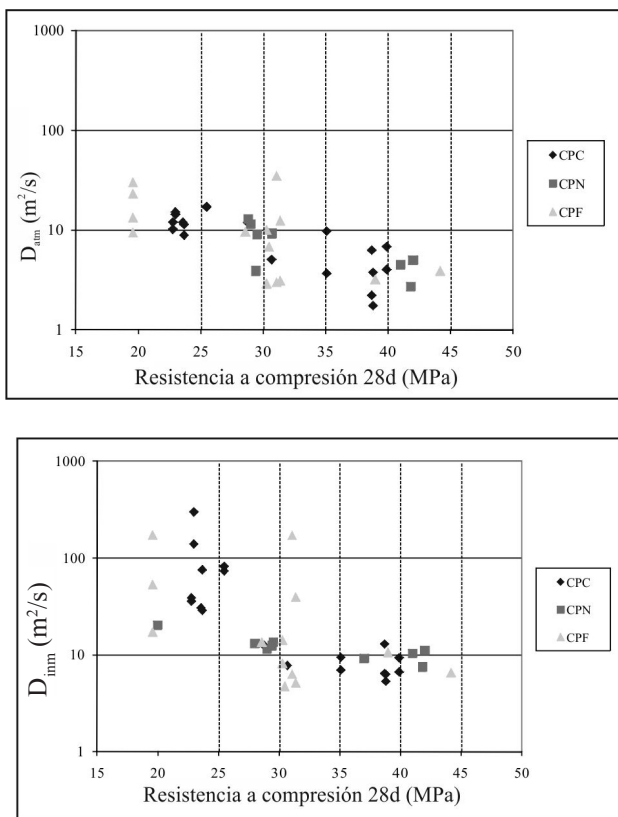 1000
100
10
1
D_atm (m²/s)
15 20 25 30 35 40 45 50
Resistencia a compresión 28d (MPa)
CPC
CPN
CPF
1000
100
10
1
D_inm (m²/s)
15 20 25 30 35 40 45 50
Resistencia a compresión 28d (MPa)
CPC
CPN
CPF